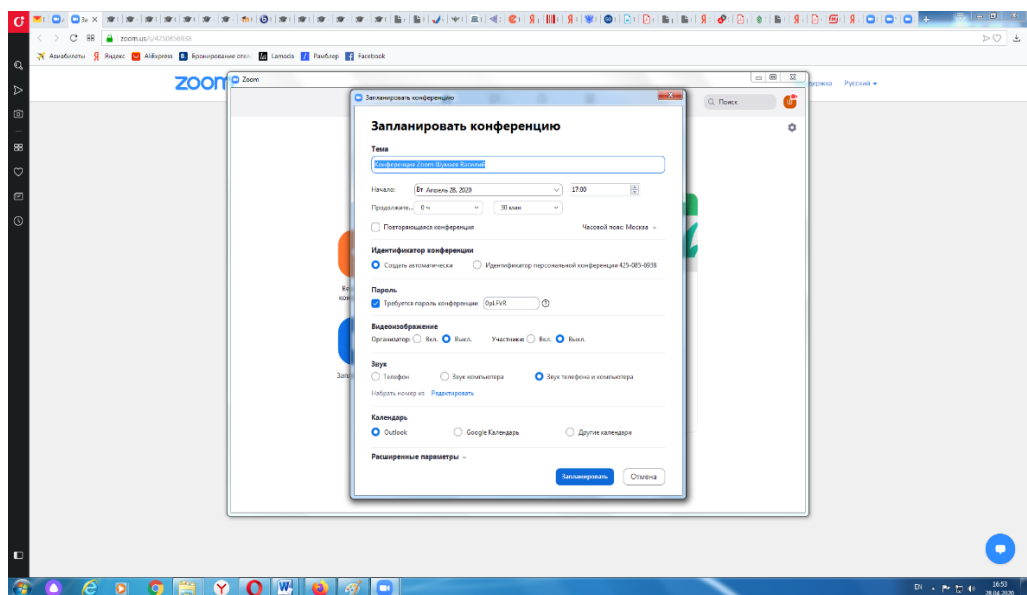 zoom.us/s/4250856938
Авиабилеты Яндекс AliExpress Бронирование отел Lamoda Рамблер Facebook
zoom
Русский
Zoom
Поиск
Запланировать конференцию
Запланировать конференцию
Тема
Конференция Zoom Шумаев Василий
Начало: Вт Апрель 28, 2020 17:00
Продолжите... 0 ч 30 мин
Повторяющаяся конференция Часовой пояс: Москва
Идентификатор конференции
Создать автоматически Идентификатор персональной конференции 425-085-6938
Пароль
Требуется пароль конференции 0pLFVR
Видеоизображение
Организатор Вкл. Выкл. Участники Вкл. Выкл.
Звук
Телефон Звук компьютера Звук телефона и компьютера
Набрать номер из Редактировать
Календарь
Outlook Google Календарь Другие календари
Расширенные параметры
Запланировать Отмена
EN 16:53
28.04.2020